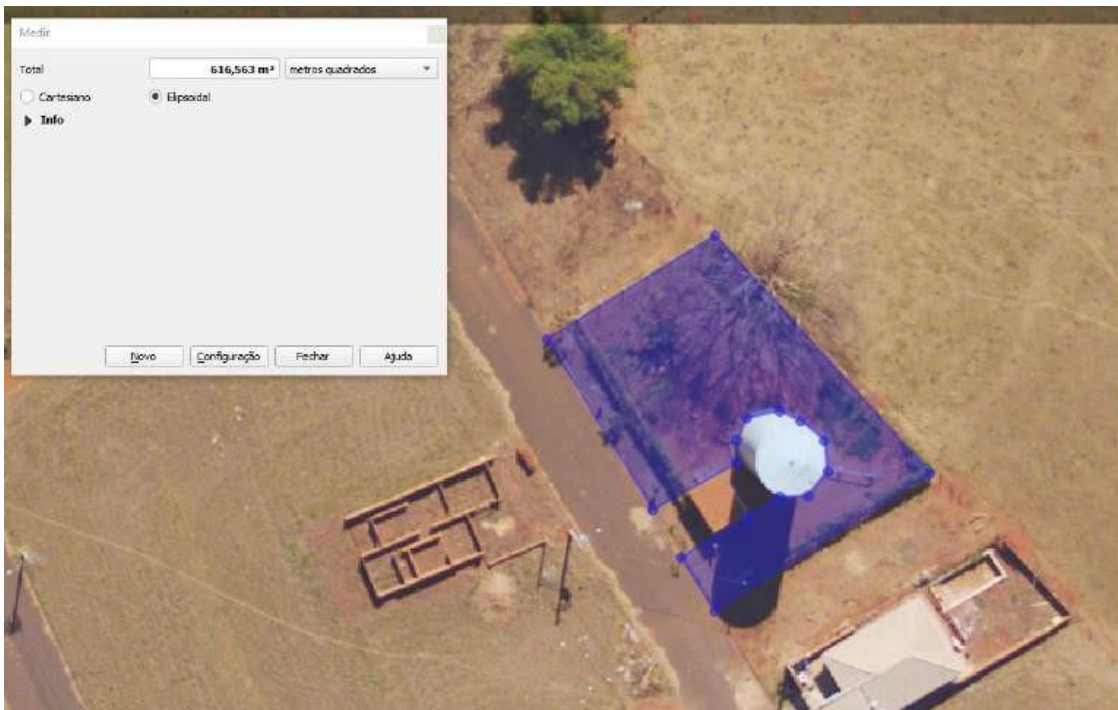 Medir
Total 616,563 m² metros quadrados
Cartesiano Elipsoidal
Info
Novo Configuração Fechar Ajuda